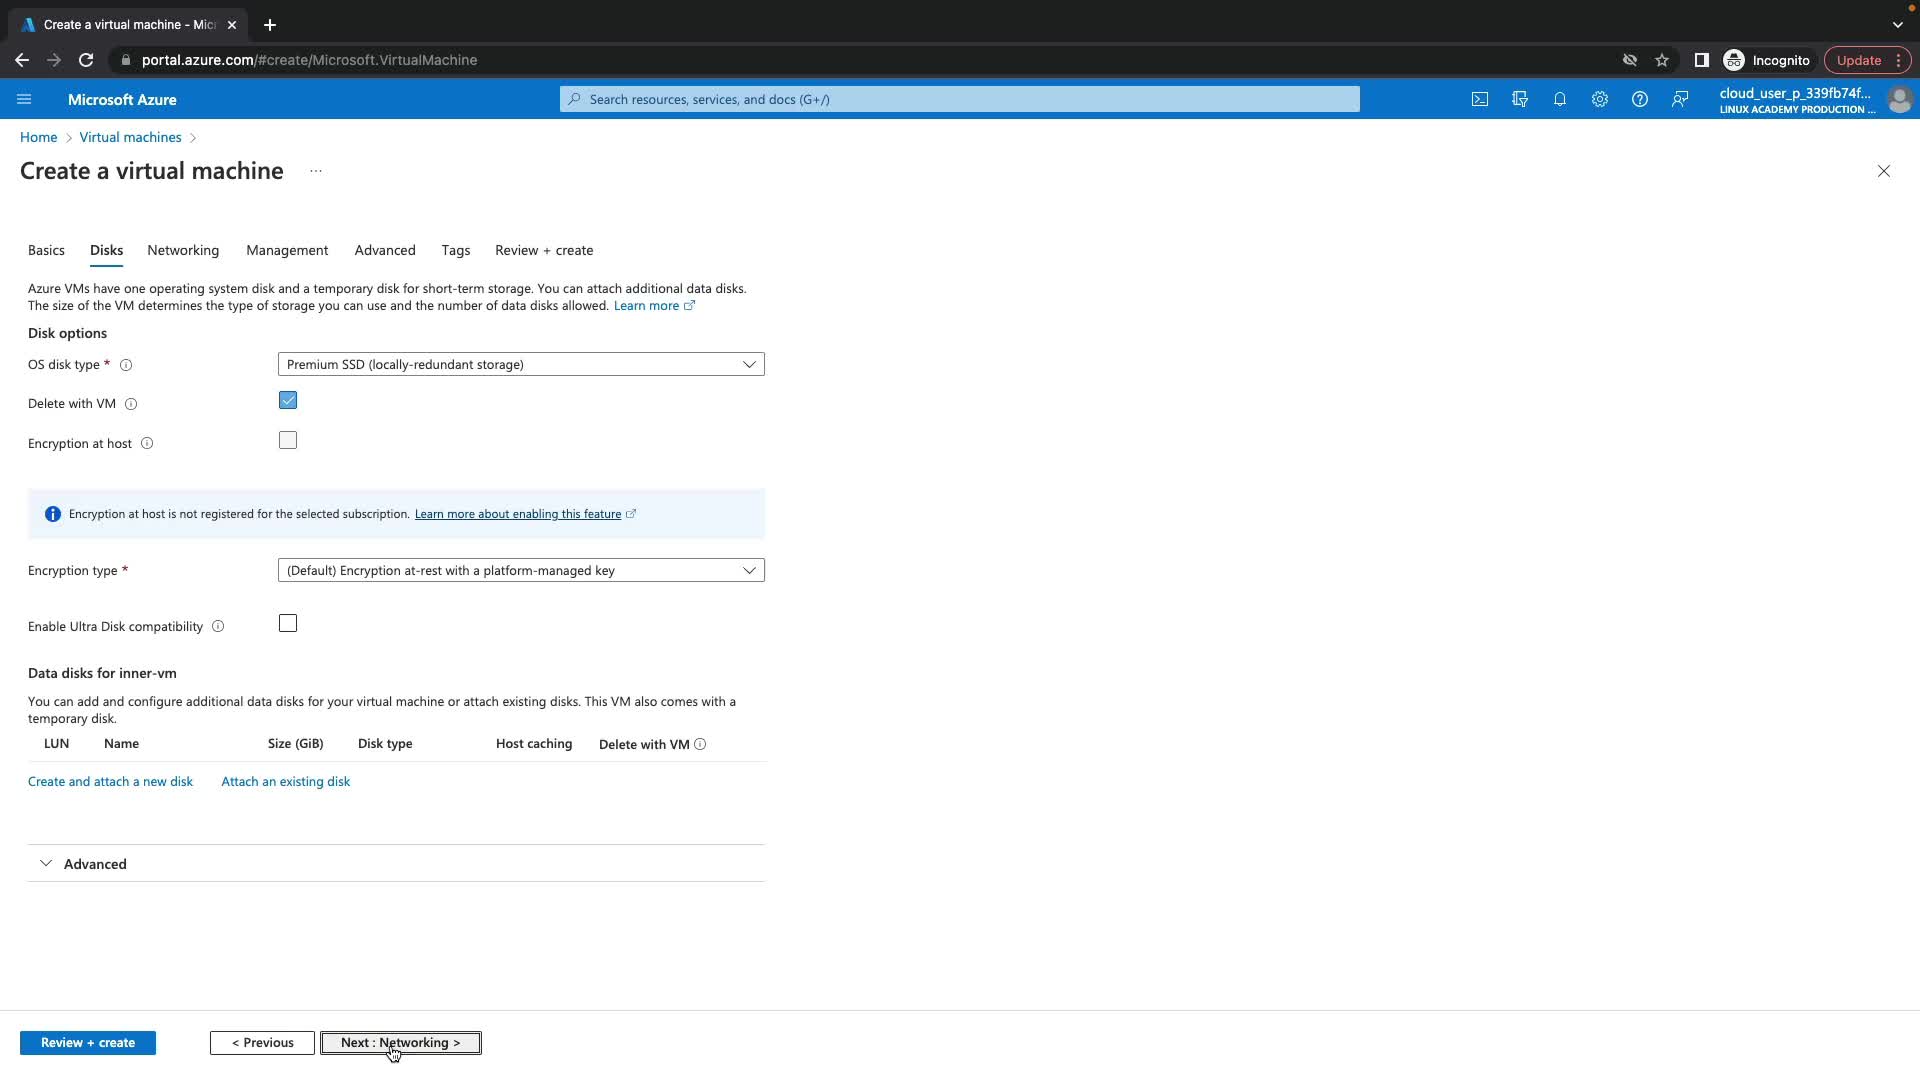 Create a virtual machine - Mic
portal.azure.com/#create/Microsoft.VirtualMachine
Incognito
Update
Microsoft Azure
Search resources, services, and docs (G+/)
cloud_user_p_339fb74f...
LINUX ACADEMY PRODUCTION ...
Home > Virtual machines >
Create a virtual machine ...
Basics Disks Networking Management Advanced Tags Review + create
Azure VMs have one operating system disk and a temporary disk for short-term storage. You can attach additional data disks.
The size of the VM determines the type of storage you can use and the number of data disks allowed. Learn more
Disk options
OS disk type * Premium SSD (locally-redundant storage)
Delete with VM
Encryption at host
Encryption at host is not registered for the selected subscription. Learn more about enabling this feature
Encryption type * (Default) Encryption at-rest with a platform-managed key
Enable Ultra Disk compatibility
Data disks for inner-vm
You can add and configure additional data disks for your virtual machine or attach existing disks. This VM also comes with a
temporary disk.
LUN Name Size (GiB) Disk type Host caching Delete with VM
Create and attach a new disk Attach an existing disk
Advanced
Review + create < Previous Next : Networking >